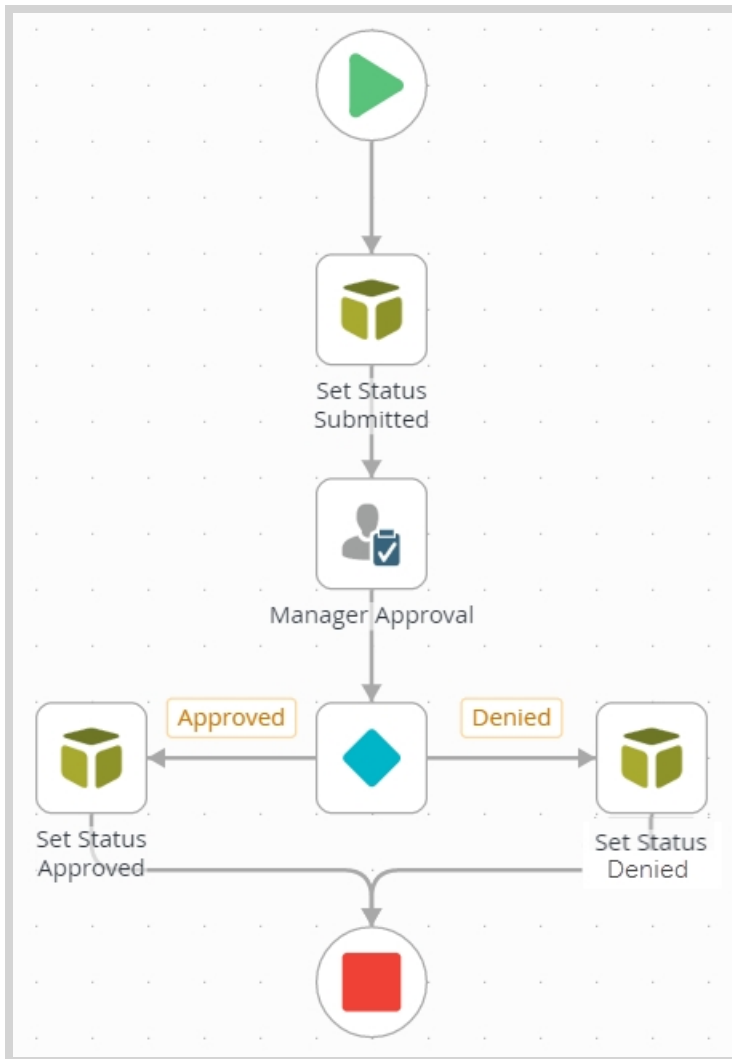 Set Status
Submitted
Manager Approval
Approved
Denied
Set Status
Approved
Set Status
Denied